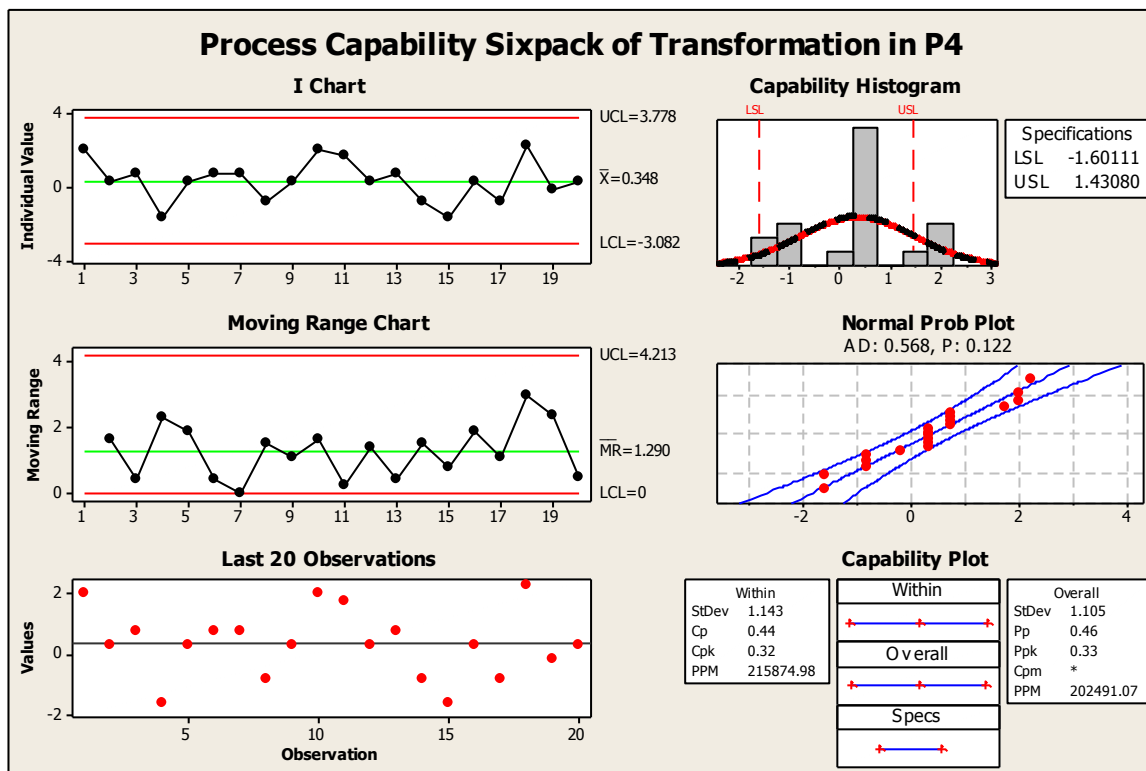 Process Capability Sixpack of Transformation in P4
I Chart
Individual Value
4
0
-4
1 3 5 7 9 11 13 15 17 19
UCL=3.778
X=0.348
LCL=-3.082
Capability Histogram
LSL USL
-2 -1 0 1 2 3
Specifications
LSL -1.60111
USL 1.43080
Moving Range Chart
Moving Range
4
2
0
1 3 5 7 9 11 13 15 17 19
UCL=4.213
MR=1.290
LCL=0
Normal Prob Plot
AD: 0.568, P: 0.122
-2 0 2 4
Last 20 Observations
Values
2
0
-2
5 10 15 20
Observation
Capability Plot
Within
StDev 1.143
Cp 0.44
Cpk 0.32
PPM 215874.98
Within
Overall
Specs
Overall
StDev 1.105
Pp 0.46
Ppk 0.33
Cpm *
PPM 202491.07